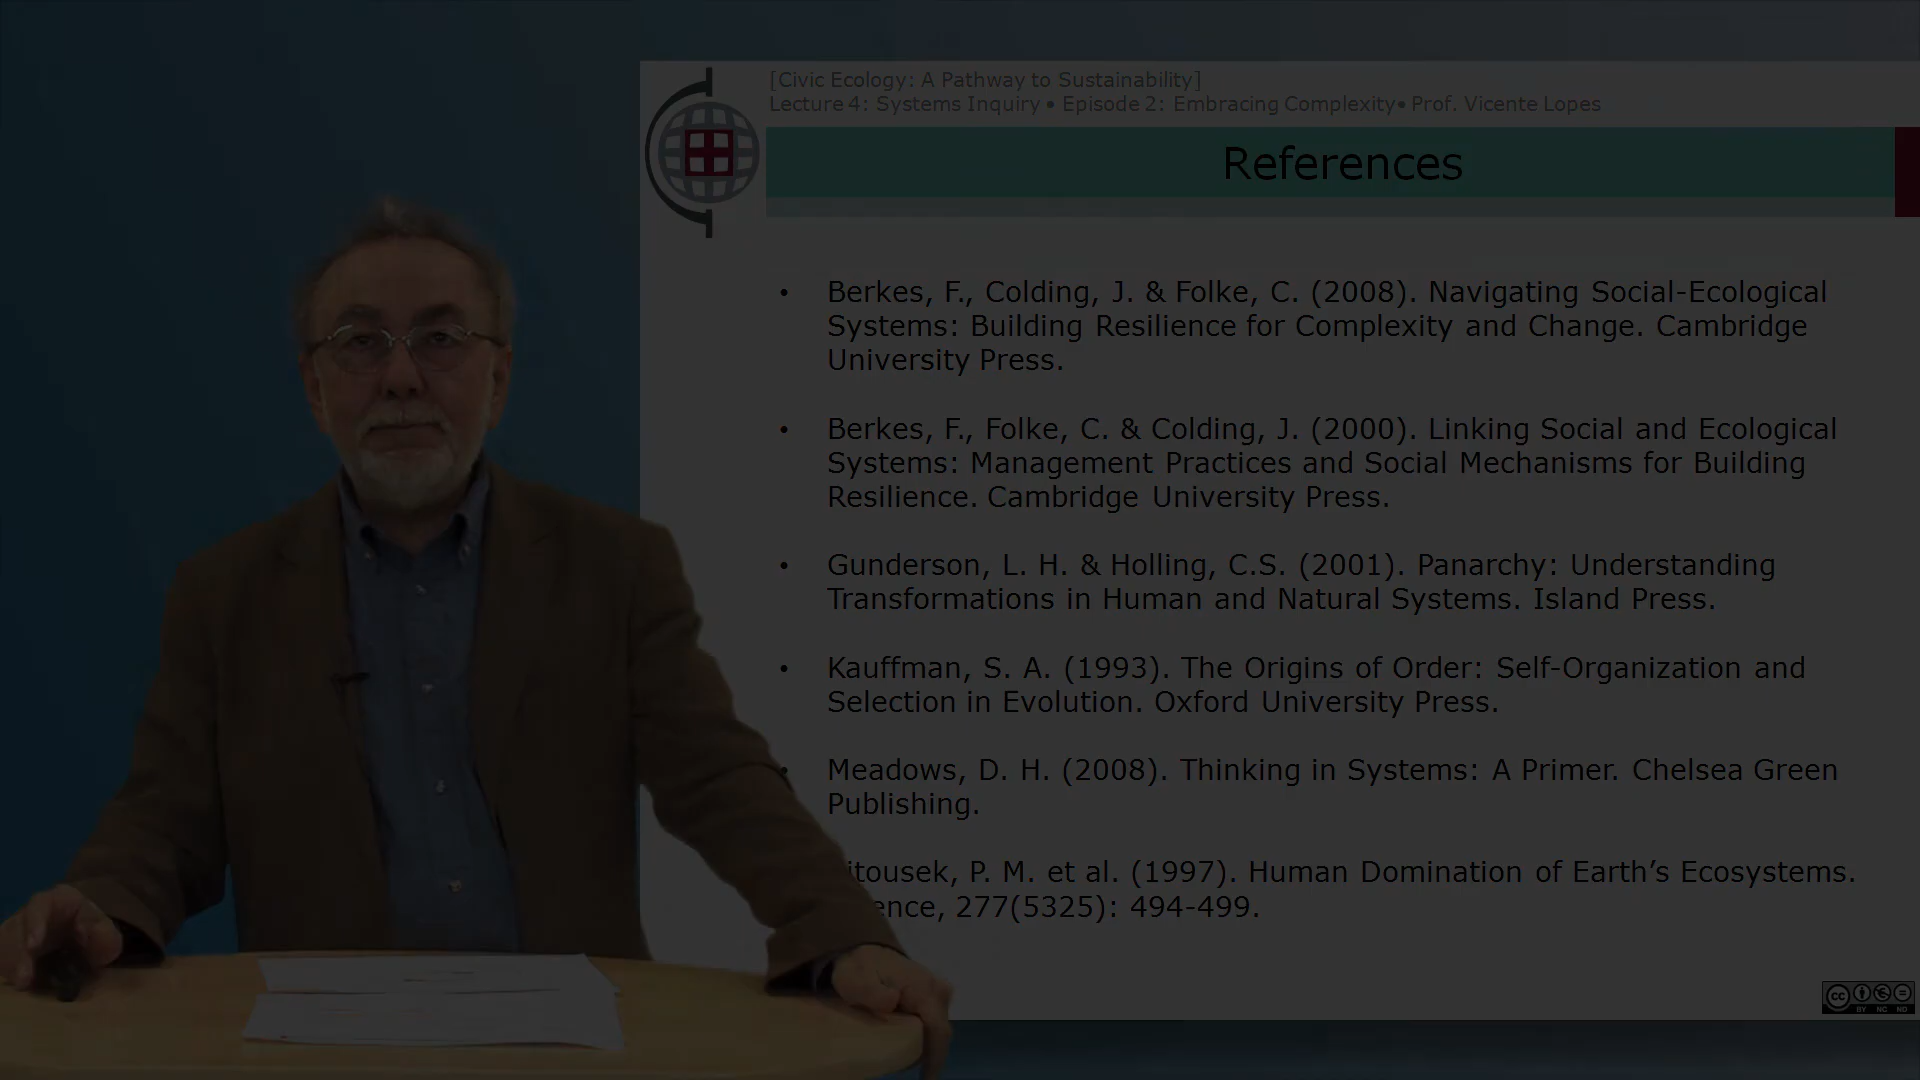 [Civic Ecology: A Pathway to Sustainability]
Lecture 4: Systems Inquiry • Episode 2: Embracing Complexity• Prof. Vicente Lopes
References
• Berkes, F., Colding, J. & Folke, C. (2008). Navigating Social-Ecological
Systems: Building Resilience for Complexity and Change. Cambridge
University Press.
• Berkes, F., Folke, C. & Colding, J. (2000). Linking Social and Ecological
Systems: Management Practices and Social Mechanisms for Building
Resilience. Cambridge University Press.
• Gunderson, L. H. & Holling, C.S. (2001). Panarchy: Understanding
Transformations in Human and Natural Systems. Island Press.
• Kauffman, S. A. (1993). The Origins of Order: Self-Organization and
Selection in Evolution. Oxford University Press.
• Meadows, D. H. (2008). Thinking in Systems: A Primer. Chelsea Green
Publishing.
itousek, P. M. et al. (1997). Human Domination of Earth’s Ecosystems.
ence, 277(5325): 494-499.
cc BY NC ND